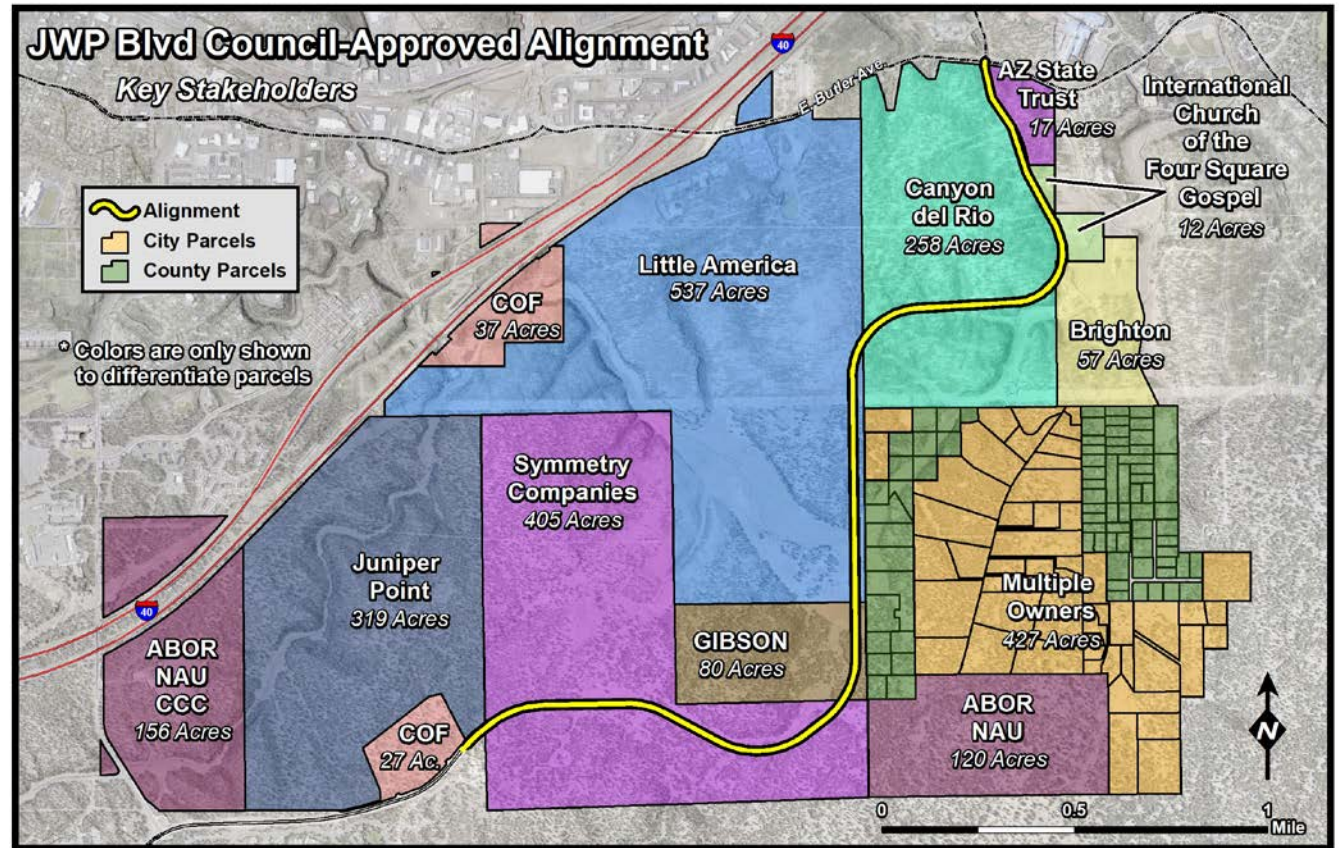 JWP Blvd Council-Approved Alignment
Key Stakeholders
40
E. Butler Ave.
AZ State
Trust
17 Acres
International
Church
of the
Four Square
Gospel
12 Acres
Alignment
City Parcels
County Parcels
* Colors are only shown
to differentiate parcels
Canyon
del Rio
258 Acres
Little America
537 Acres
COF
37 Acres
Brighton
57 Acres
Symmetry
Companies
405 Acres
Juniper
Point
319 Acres
Multiple
Owners
427 Acres
40
GIBSON
80 Acres
ABOR
NAU
CCC
156 Acres
COF
27 Ac.
ABOR
NAU
120 Acres
N
0 0.5 1
Mile